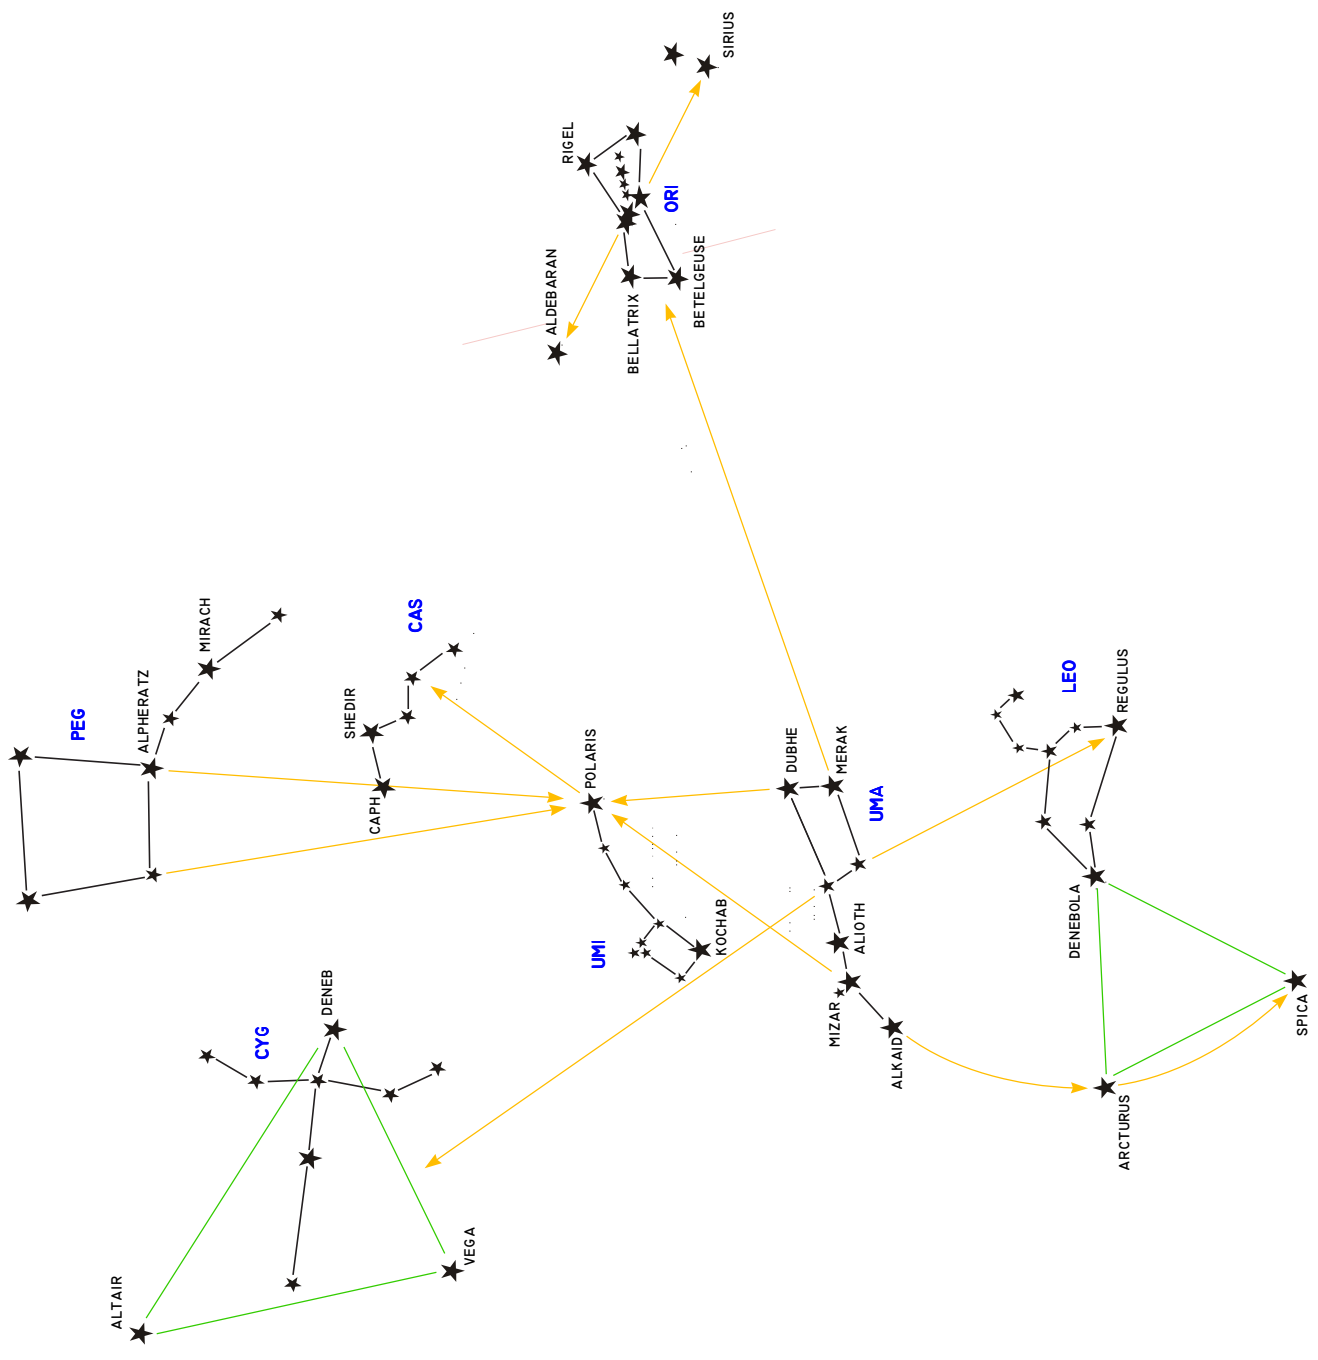 SIRIUS
RIGEL
ORI
ALDEBARAN
BETELGEUSE
BELLATRIX
MIRACH
CAS
ALPHERATZ
PEG
SHEDIR
CAPH
POLARIS
DUBHE
MERAK
UMA
LEO
REGULUS
KOCHAB
UMI
ALIOTH
DENEBOLA
MIZAR
ALKAID
SPICA
DENEB
CYG
ARCTURUS
VEGA
ALTAIR